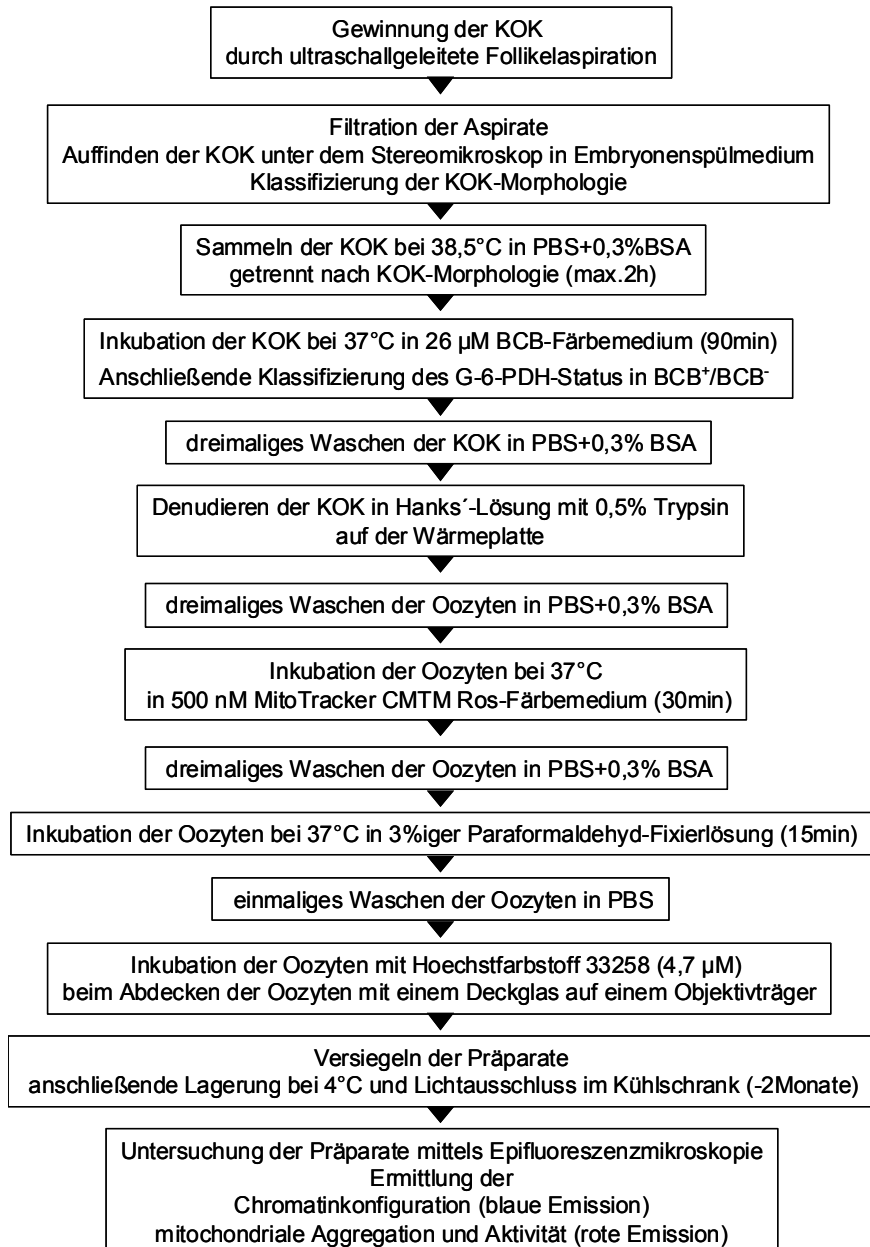 Gewinnung der KOK
durch ultraschallgeleitete Follikelaspiration
Filtration der Aspirate
Auffinden der KOK unter dem Stereomikroskop in Embryonenspülmedium
Klassifizierung der KOK-Morphologie
Sammeln der KOK bei 38,5°C in PBS+0,3%BSA
getrennt nach KOK-Morphologie (max.2h)
Inkubation der KOK bei 37°C in 26 µM BCB-Färbemedium (90min)
Anschließende Klassifizierung des G-6-PDH-Status in BCB⁺/BCB⁻
dreimaliges Waschen der KOK in PBS+0,3% BSA
Denudieren der KOK in Hanks´-Lösung mit 0,5% Trypsin
auf der Wärmeplatte
dreimaliges Waschen der Oozyten in PBS+0,3% BSA
Inkubation der Oozyten bei 37°C
in 500 nM MitoTracker CMTM Ros-Färbemedium (30min)
dreimaliges Waschen der Oozyten in PBS+0,3% BSA
Inkubation der Oozyten bei 37°C in 3%iger Paraformaldehyd-Fixierlösung (15min)
einmaliges Waschen der Oozyten in PBS
Inkubation der Oozyten mit Hoechstfarbstoff 33258 (4,7 µM)
beim Abdecken der Oozyten mit einem Deckglas auf einem Objektivträger
Versiegeln der Präparate
anschließende Lagerung bei 4°C und Lichtausschluss im Kühlschrank (-2Monate)
Untersuchung der Präparate mittels Epifluoreszenzmikroskopie
Ermittlung der
Chromatinkonfiguration (blaue Emission)
mitochondriale Aggregation und Aktivität (rote Emission)